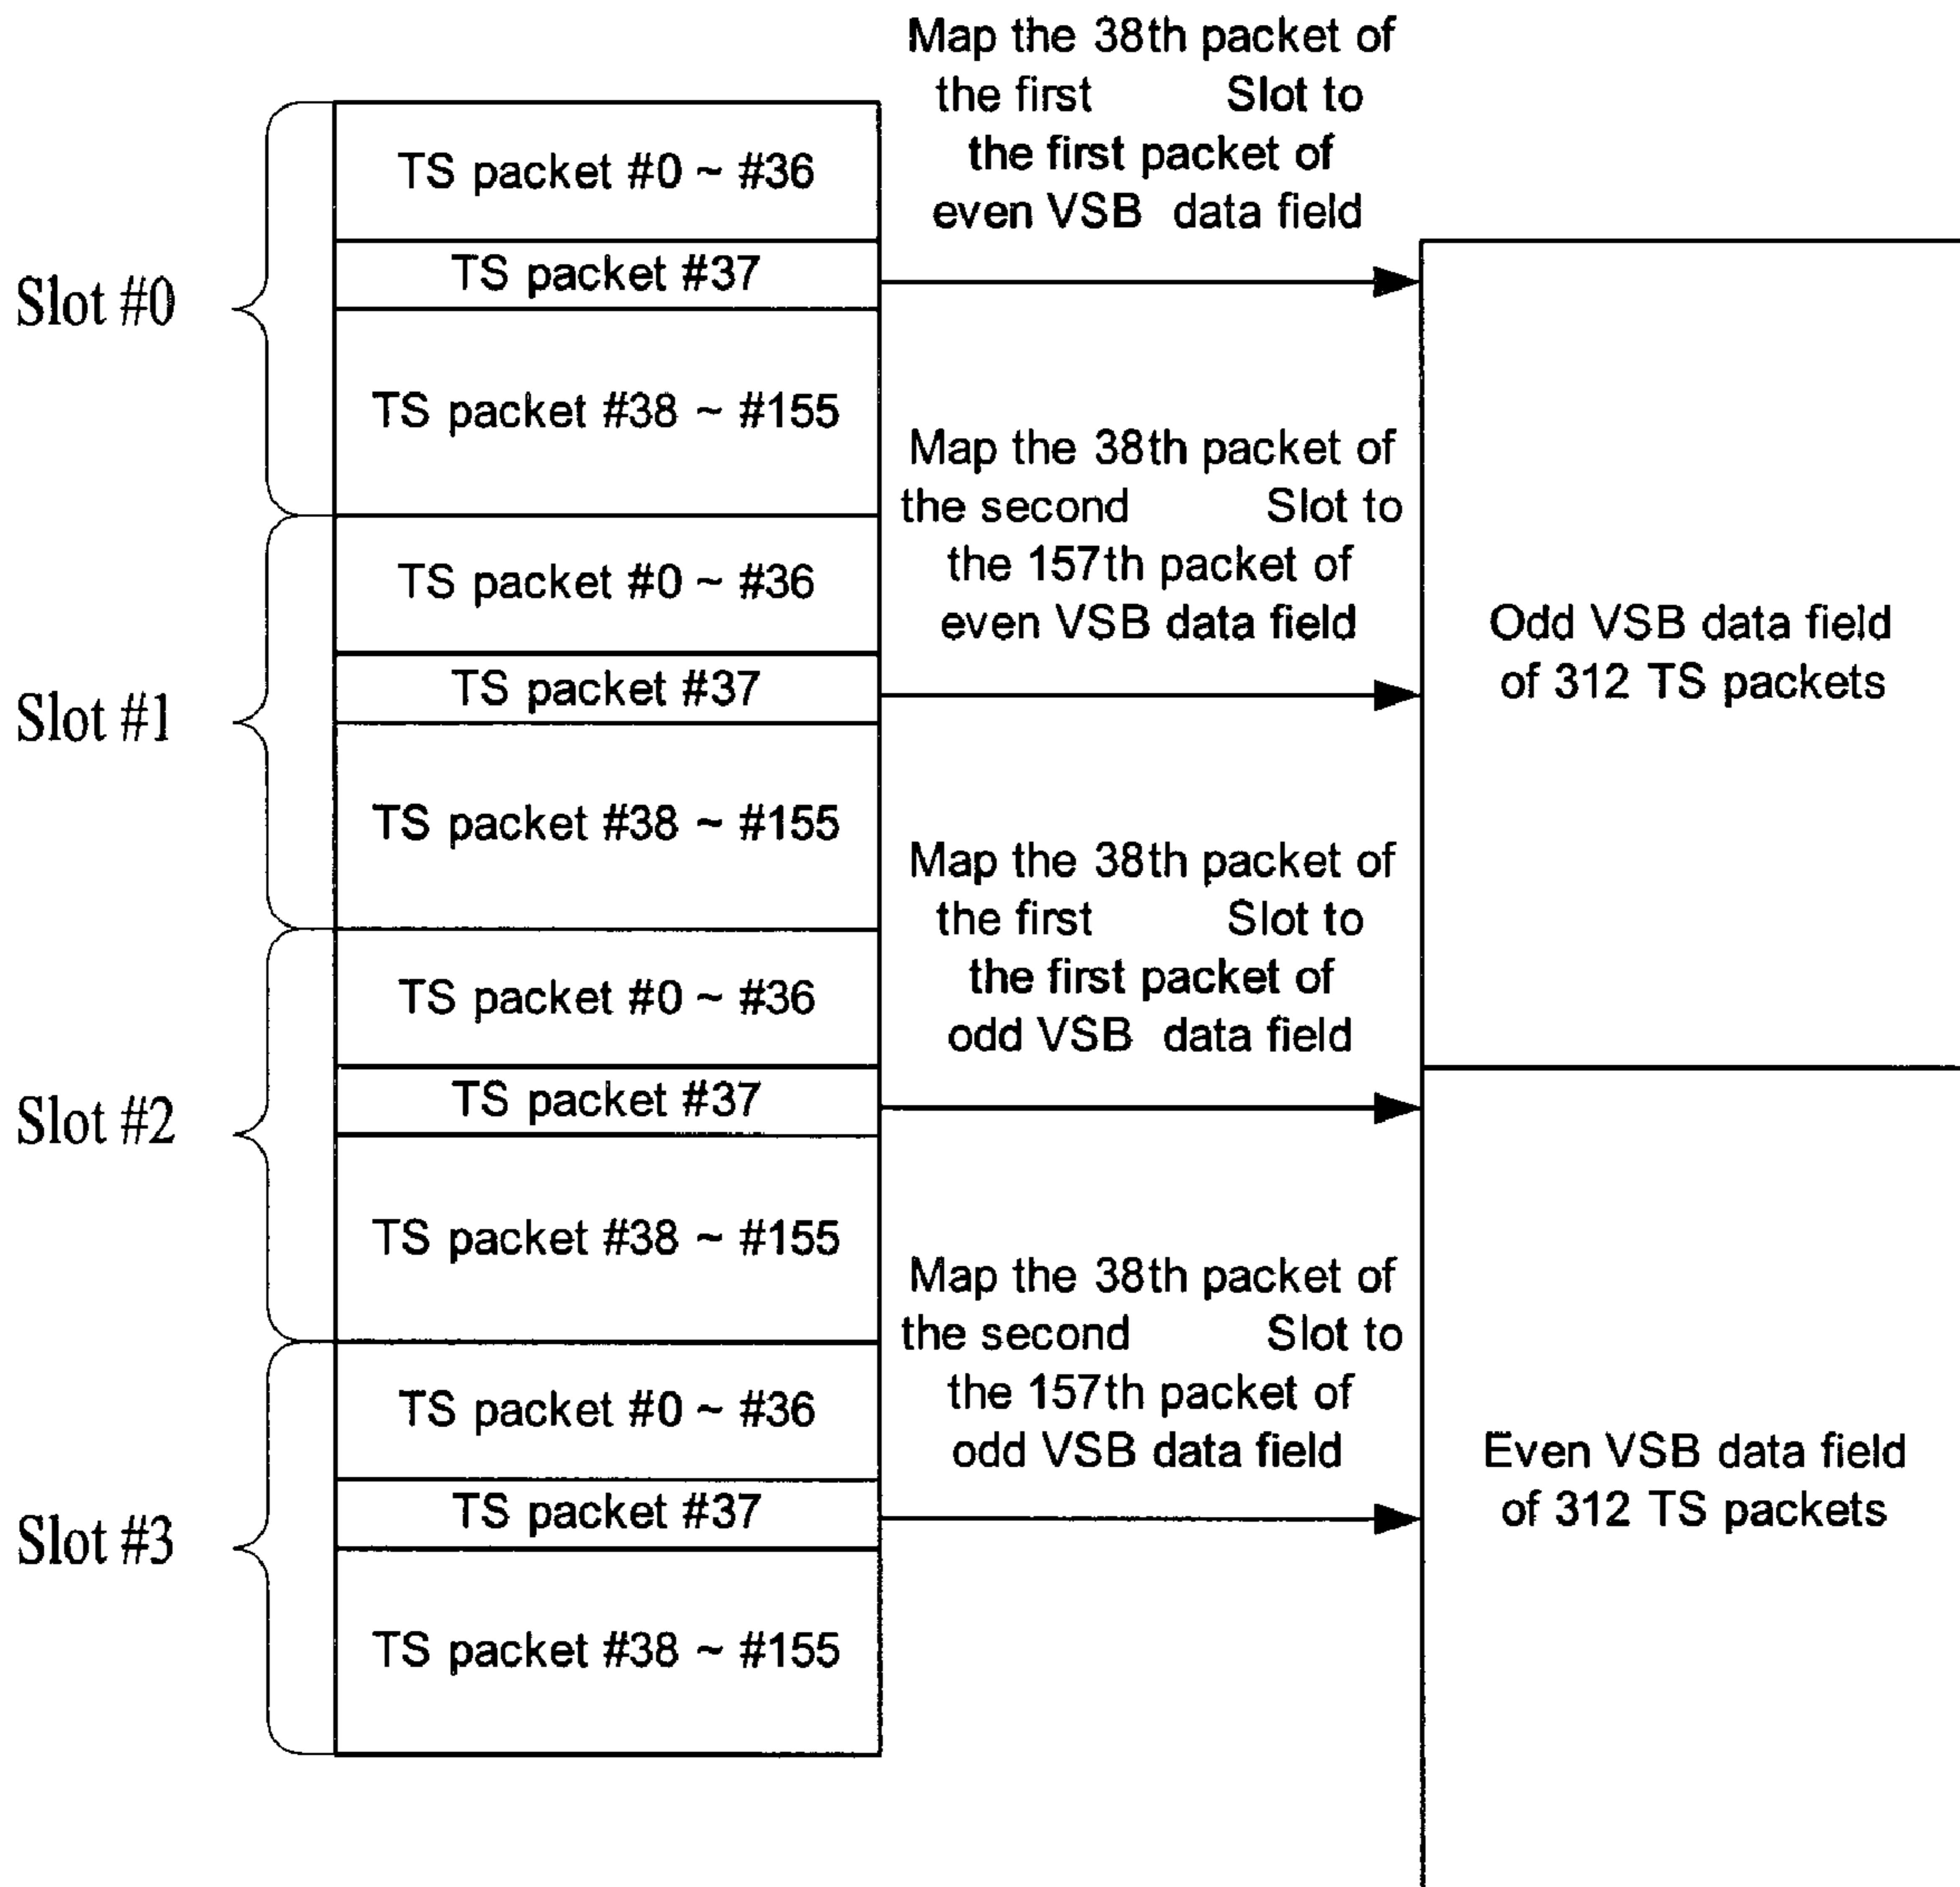 Map the 38th packet of
the first Slot to
the first packet of
even VSB data field
Slot #0
TS packet #0 ~ #36
TS packet #37
TS packet #38 ~ #155
Map the 38th packet of
the second Slot to
the 157th packet of
even VSB data field
Slot #1
TS packet #0 ~ #36
TS packet #37
TS packet #38 ~ #155
Odd VSB data field
of 312 TS packets
Map the 38th packet of
the first Slot to
the first packet of
odd VSB data field
Slot #2
TS packet #0 ~ #36
TS packet #37
TS packet #38 ~ #155
Map the 38th packet of
the second Slot to
the 157th packet of
odd VSB data field
Slot #3
TS packet #0 ~ #36
TS packet #37
TS packet #38 ~ #155
Even VSB data field
of 312 TS packets